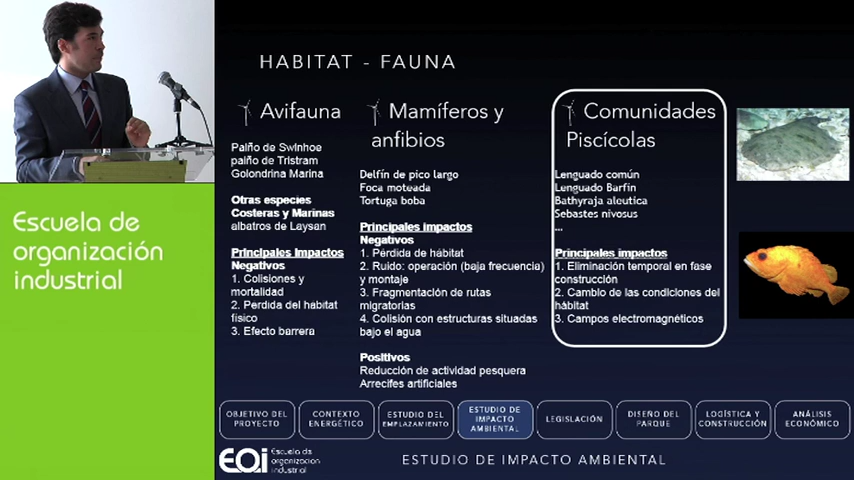 Escuela de
organización
industrial
HABITAT - FAUNA
Avifauna
Palño de Swinhoe
palño de Tristram
Golondrina Marina
Otras especies
Costeras y Marinas
albatros de Laysan
Principales Impactos
Negativos
1. Colisiones y
mortalidad
2. Perdida del habitat
físico
3. Efecto barrera
Mamíferos y
anfibios
Delfín de pico largo
Foca moteada
Tortuga boba
Principales impactos
Negativos
1. Pérdida de hábitat
2. Ruido: operación (baja frecuencia)
y montaje
3. Fragmentación de rutas
migratorias
4. Colisión con estructuras situadas
bajo el agua
Positivos
Reducción de actividad pesquera
Arrecifes artificiales
Comunidades
Piscícolas
Lenguado común
Lenguado Barfin
Bathyraja aleutica
Sebastes nivosus
...
Principales impactos
1. Eliminación temporal en fase
construcción
2. Cambio de las condiciones del
hábitat
3. Campos electromagnéticos
OBJETIVO DEL
PROYECTO
CONTEXTO
ENERGÉTICO
ESTUDIO DEL
EMPLAZAMIENTO
ESTUDIO DE
IMPACTO
AMBIENTAL
LEGISLACIÓN
DISEÑO DEL
PARQUE
LOGÍSTICA Y
CONSTRUCCIÓN
ANÁLISIS
ECONÓMICO
EOI
Escuela de
organización
industrial
ESTUDIO DE IMPACTO AMBIENTAL